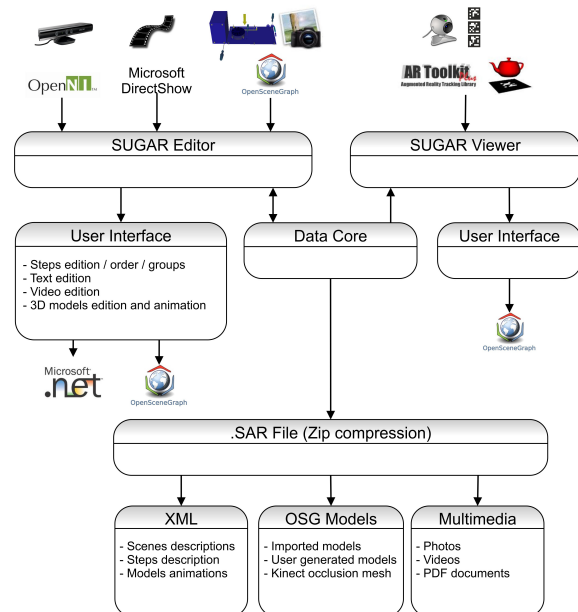 OpenNI™
Microsoft
DirectShow
OpenSceneGraph
AR Toolkit
Plus
Augmented Reality Tracking Library
SUGAR Editor
SUGAR Viewer
User Interface
- Steps edition / order / groups
- Text edition
- Video edition
- 3D models edition and animation
Data Core
User Interface
Microsoft
.net
OpenSceneGraph
OpenSceneGraph
.SAR File (Zip compression)
XML
- Scenes descriptions
- Steps description
- Models animations
OSG Models
- Imported models
- User generated models
- Kinect occlusion mesh
Multimedia
- Photos
- Videos
- PDF documents